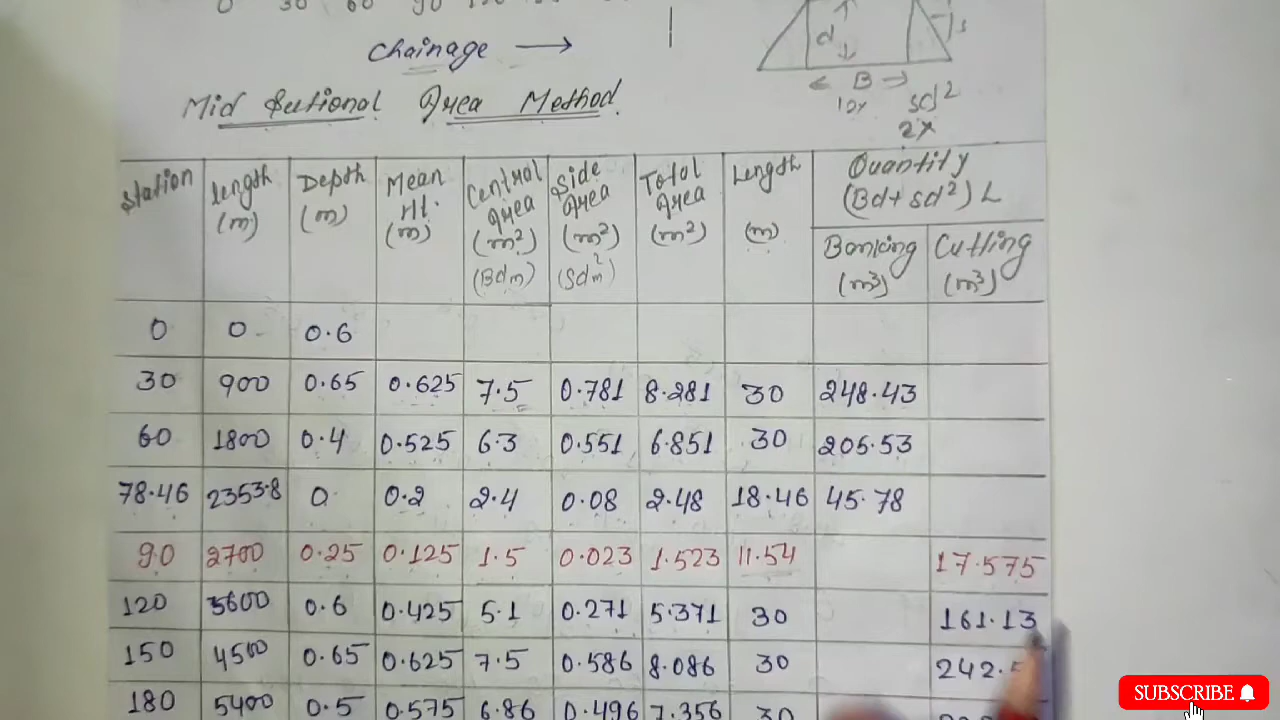 0 30 60 90
Chainage →
d
B
10x
sd²
2x
Mid Sectional Area Method.
Station
Length (m)
Depth (m)
Mean Ht. (m)
Central Area (m²) (Bdm)
Side Area (m²) (Sdm²)
Total Area (m²)
Length (m)
Quantity (Bd+sd²) L
Banking (m³)
Cutting (m³)
0 0 0.6
30 900 0.65 0.625 7.5 0.781 8.281 30 248.43
60 1800 0.4 0.525 6.3 0.551 6.851 30 205.53
78.46 2353.8 0 0.2 2.4 0.08 2.48 18.46 45.78
90 2700 0.25 0.125 1.5 0.023 1.523 11.54 17.575
120 3600 0.6 0.425 5.1 0.271 5.371 30 161.13
150 4500 0.65 0.625 7.5 0.586 8.086 30 242.
180 5400 0.5 0.575 6.86 0.496 7.356 30
SUBSCRIBE